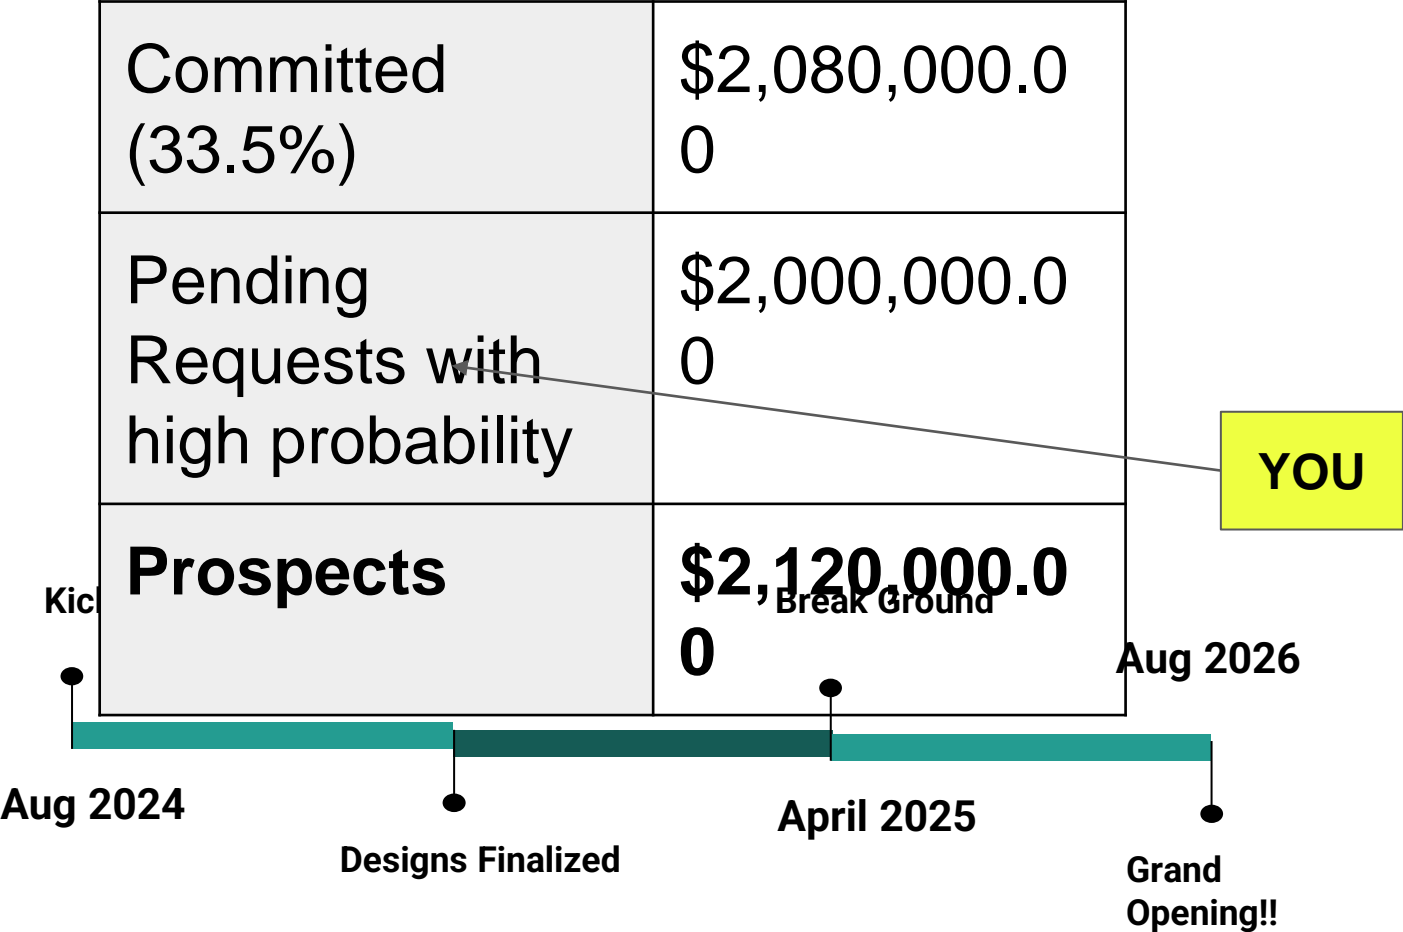 Committed
(33.5%)
$2,080,000.0
0
Pending
Requests with
high probability
$2,000,000.0
0
YOU
Prospects
$2,120,000.0
0
Break Ground
Aug 2026
Aug 2024
April 2025
Designs Finalized
Grand
Opening!!